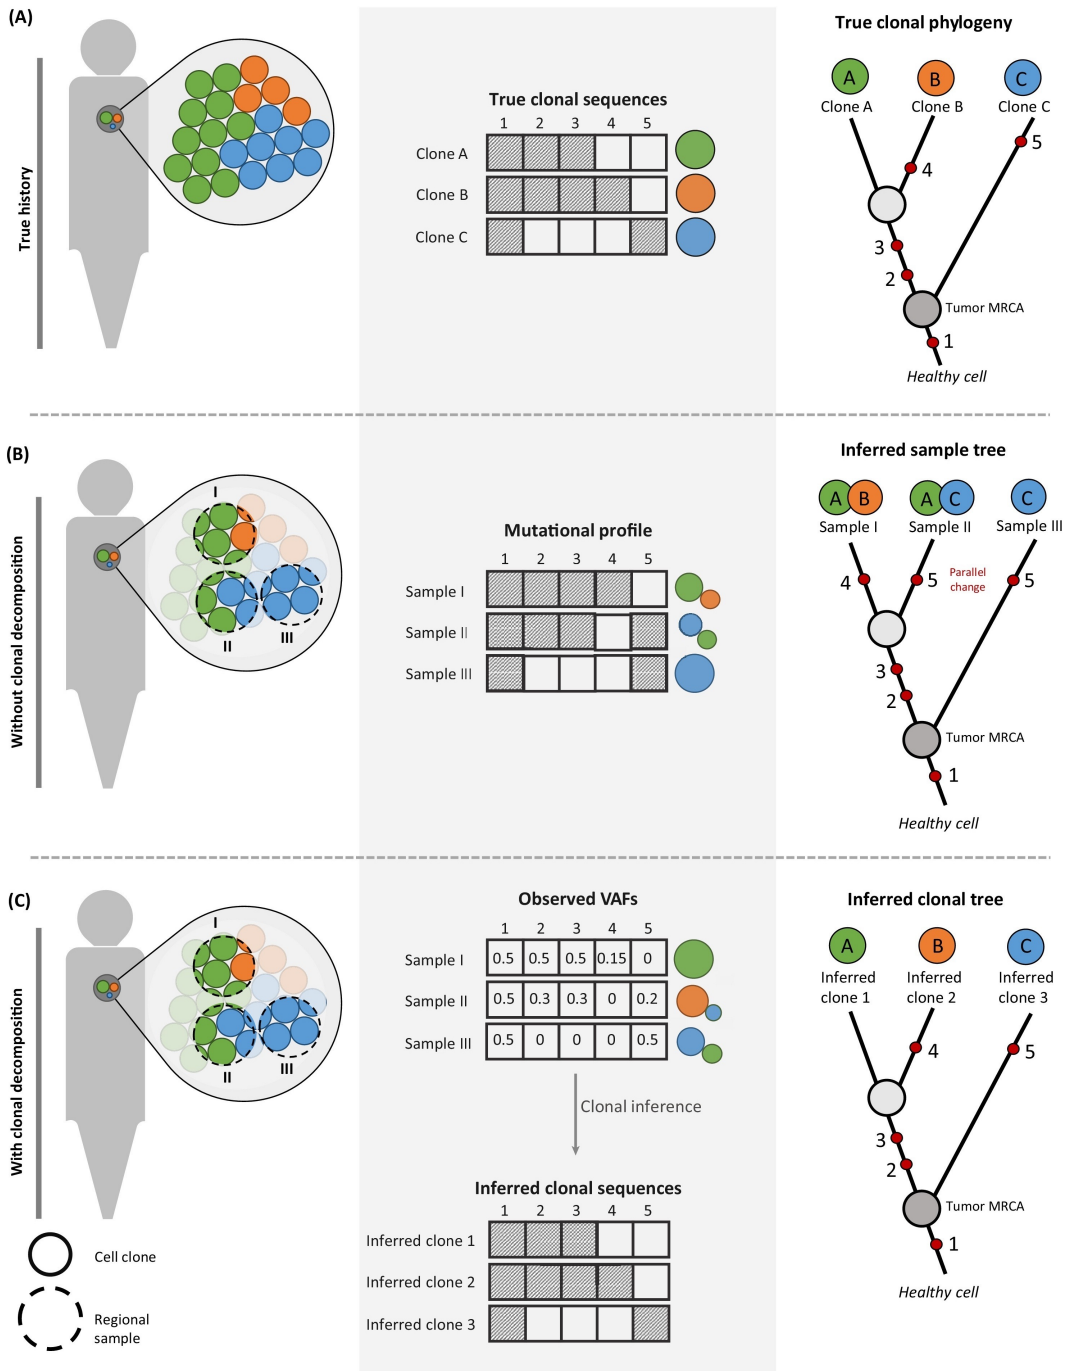 (A)
True history
True clonal sequences
1 2 3 4 5
Clone A
Clone B
Clone C
True clonal phylogeny
A B C
Clone A Clone B Clone C
5
4
3
2
Tumor MRCA
1
Healthy cell
(B)
Without clonal decomposition
I
II
III
Mutational profile
1 2 3 4 5
Sample I
Sample II
Sample III
Inferred sample tree
A B A C C
Sample I Sample II Sample III
4 5 Parallel
change
5
3
2
Tumor MRCA
1
Healthy cell
(C)
With clonal decomposition
I
II
III
Cell clone
Regional
sample
Observed VAFs
1 2 3 4 5
Sample I 0.5 0.5 0.5 0.15 0
Sample II 0.5 0.3 0.3 0 0.2
Sample III 0.5 0 0 0 0.5
Clonal inference
Inferred clonal sequences
1 2 3 4 5
Inferred clone 1
Inferred clone 2
Inferred clone 3
Inferred clonal tree
A B C
Inferred Inferred Inferred
clone 1 clone 2 clone 3
4 5
3
2
Tumor MRCA
1
Healthy cell